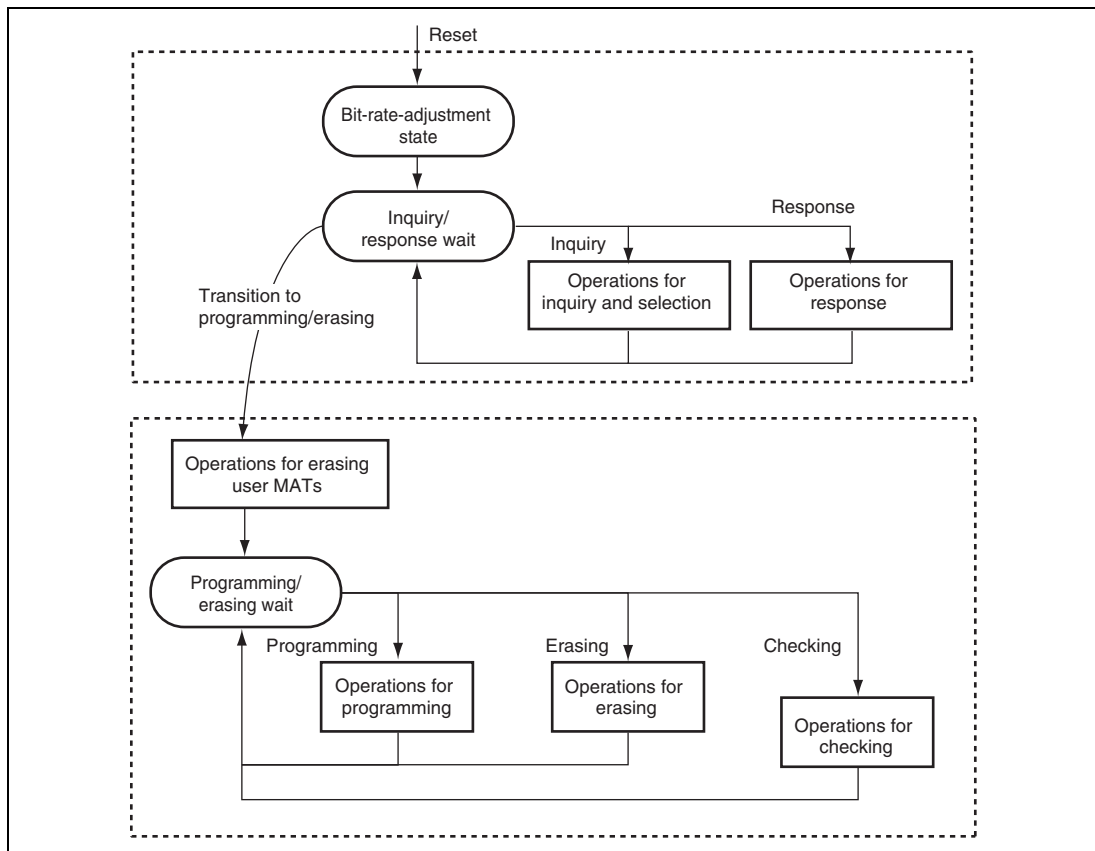 Reset
Bit-rate-adjustment
state
Inquiry/
response wait
Response
Inquiry
Operations for
inquiry and selection
Operations for
response
Transition to
programming/erasing
Operations for erasing
user MATs
Programming/
erasing wait
Programming
Erasing
Checking
Operations for
programming
Operations for
erasing
Operations for
checking